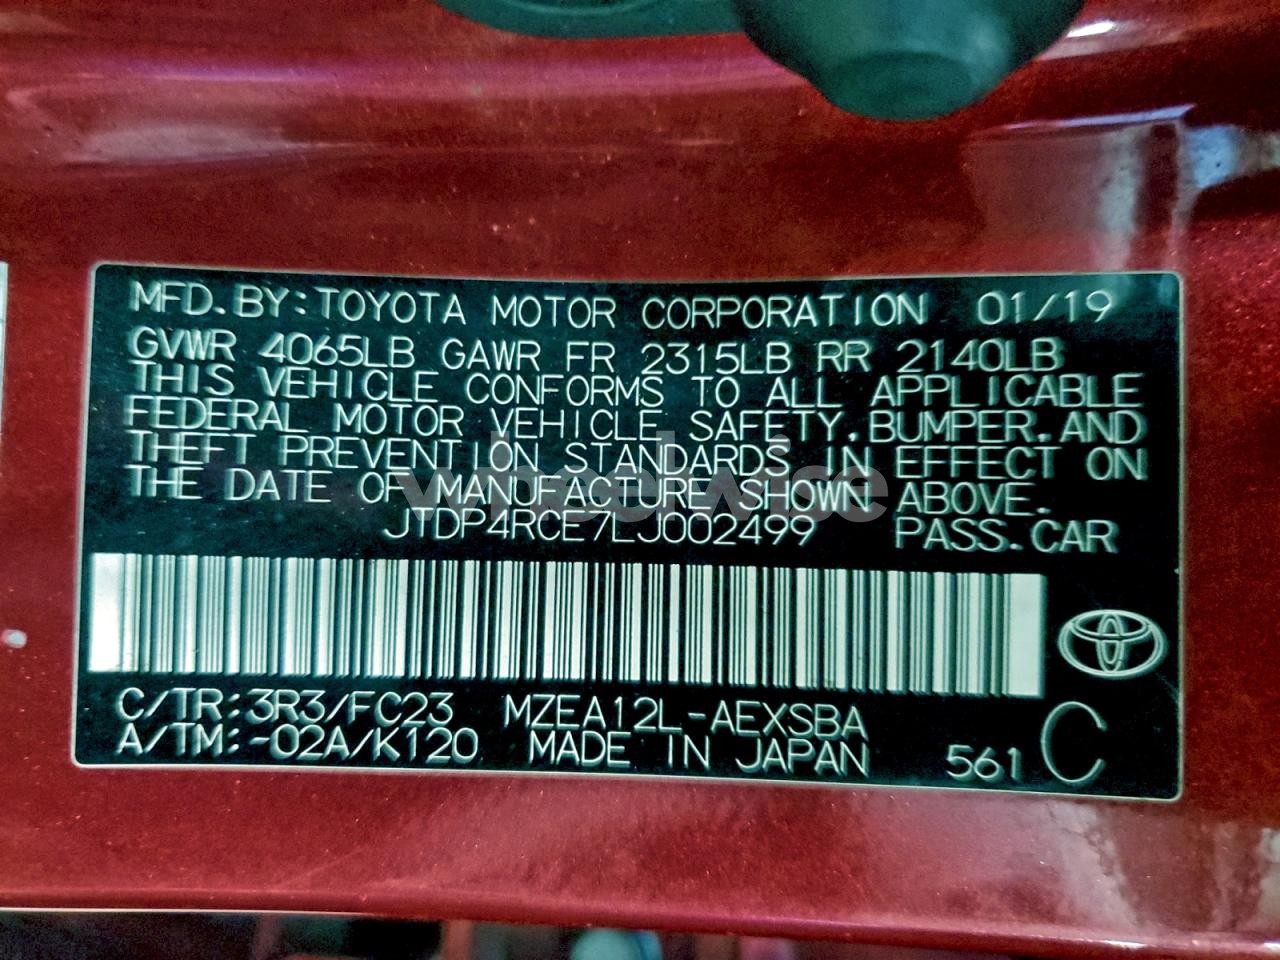 MFD.BY:TOYOTA MOTOR CORPORATION 01/19
GVWR 4065LB GAWR FR 2315LB RR 2140LB
THIS VEHICLE CONFORMS TO ALL APPLICABLE
FEDERAL MOTOR VEHICLE SAFETY,BUMPER,AND
THEFT PREVENTION STANDARDS IN EFFECT ON
THE DATE OF MANUFACTURE SHOWN ABOVE.
JTDP4RCE7LJ002499 PASS.CAR
C/TR:3R3/FC23 MZEA12L-AEXSBA
A/TM:-02A/K120 MADE IN JAPAN 561 C